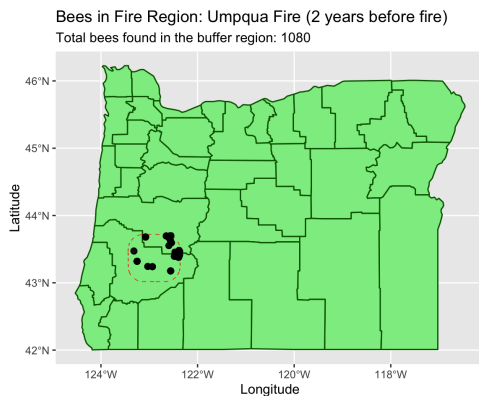 Bees in Fire Region: Umpqua Fire (2 years before fire)
Total bees found in the buffer region: 1080
46°N
45°N
44°N
43°N
42°N
Latitude
124°W 122°W 120°W 118°W
Longitude